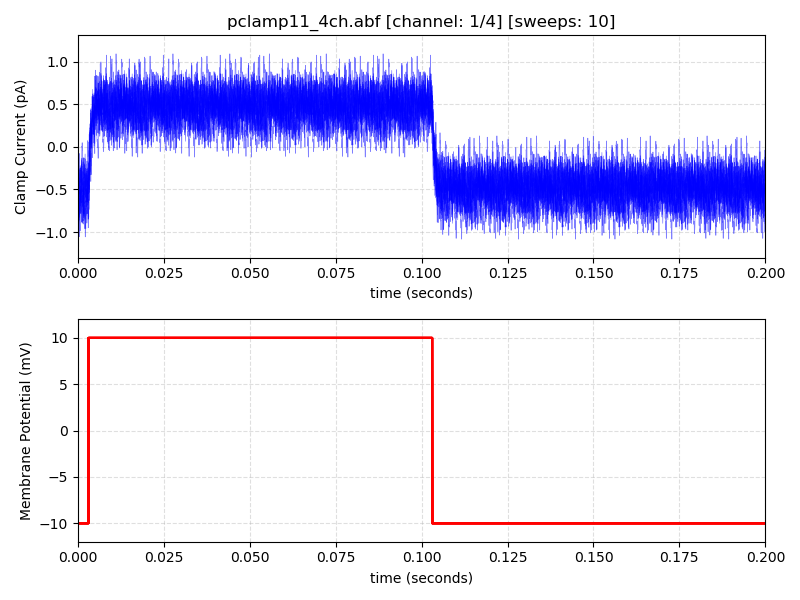 pclamp11_4ch.abf [channel: 1/4] [sweeps: 10]
Clamp Current (pA)
1.0
0.5
0.0
−0.5
−1.0
0.000 0.025 0.050 0.075 0.100 0.125 0.150 0.175 0.200
time (seconds)
Membrane Potential (mV)
10
5
0
−5
−10
0.000 0.025 0.050 0.075 0.100 0.125 0.150 0.175 0.200
time (seconds)